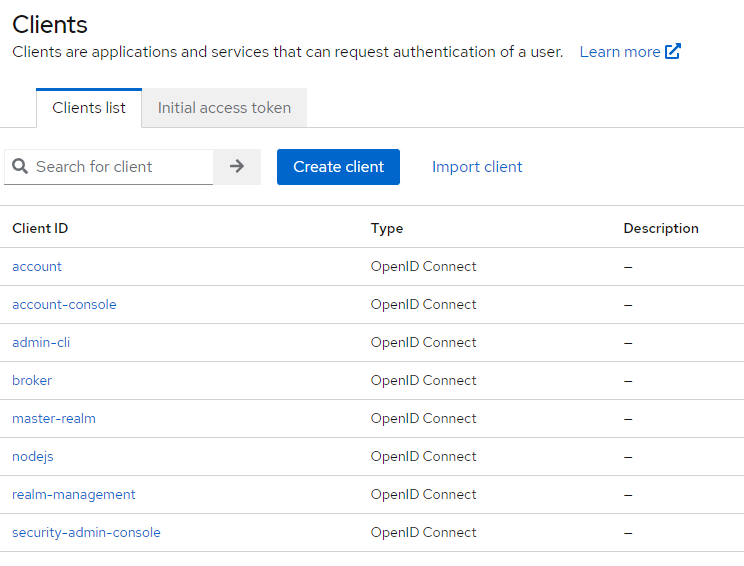 Clients
Clients are applications and services that can request authentication of a user. Learn more
Clients list Initial access token
Search for client Create client Import client
Client ID Type Description
account OpenID Connect –
account-console OpenID Connect –
admin-cli OpenID Connect –
broker OpenID Connect –
master-realm OpenID Connect –
nodejs OpenID Connect –
realm-management OpenID Connect –
security-admin-console OpenID Connect –